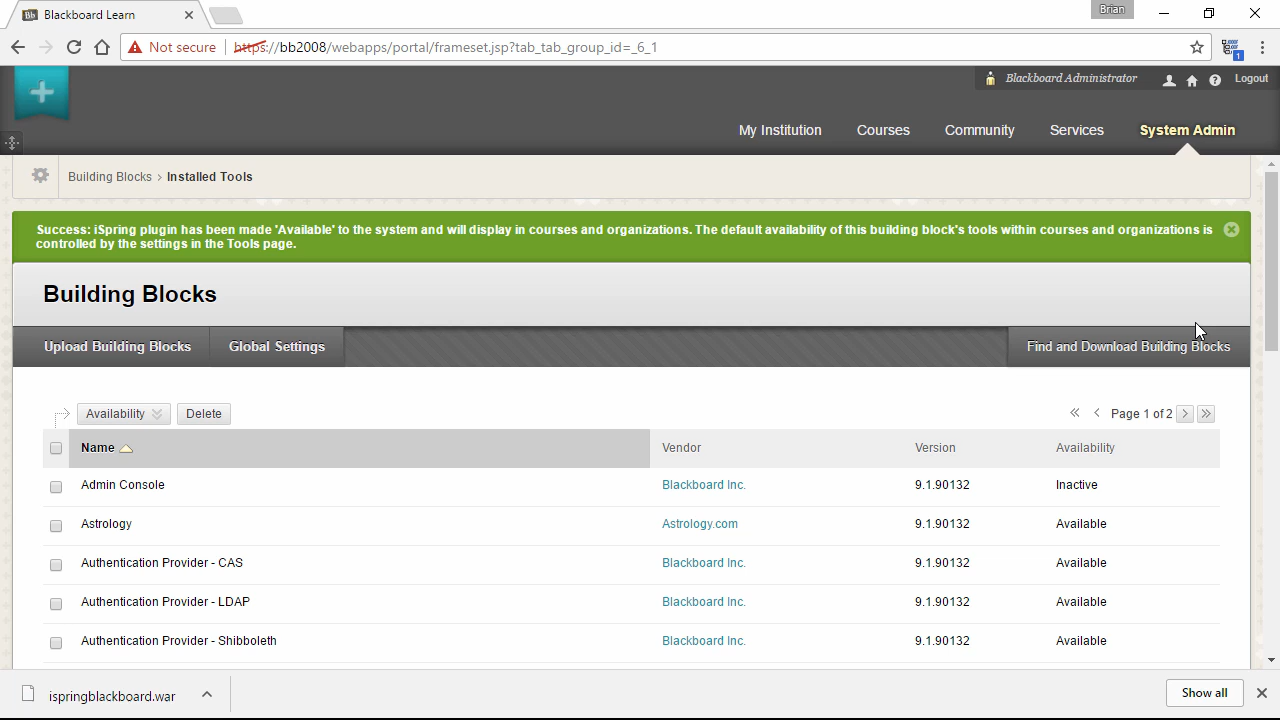 Blackboard Learn
Brian
Not secure https://bb2008/webapps/portal/frameset.jsp?tab_tab_group_id=_6_1
1
Blackboard Administrator Logout
My Institution Courses Community Services System Admin
Building Blocks > Installed Tools
Success: iSpring plugin has been made 'Available' to the system and will display in courses and organizations. The default availability of this building block's tools within courses and organizations is
controlled by the settings in the Tools page.
Building Blocks
Upload Building Blocks Global Settings Find and Download Building Blocks
Availability Delete Page 1 of 2
Name Vendor Version Availability
Admin Console Blackboard Inc. 9.1.90132 Inactive
Astrology Astrology.com 9.1.90132 Available
Authentication Provider - CAS Blackboard Inc. 9.1.90132 Available
Authentication Provider - LDAP Blackboard Inc. 9.1.90132 Available
Authentication Provider - Shibboleth Blackboard Inc. 9.1.90132 Available
ispringblackboard.war Show all